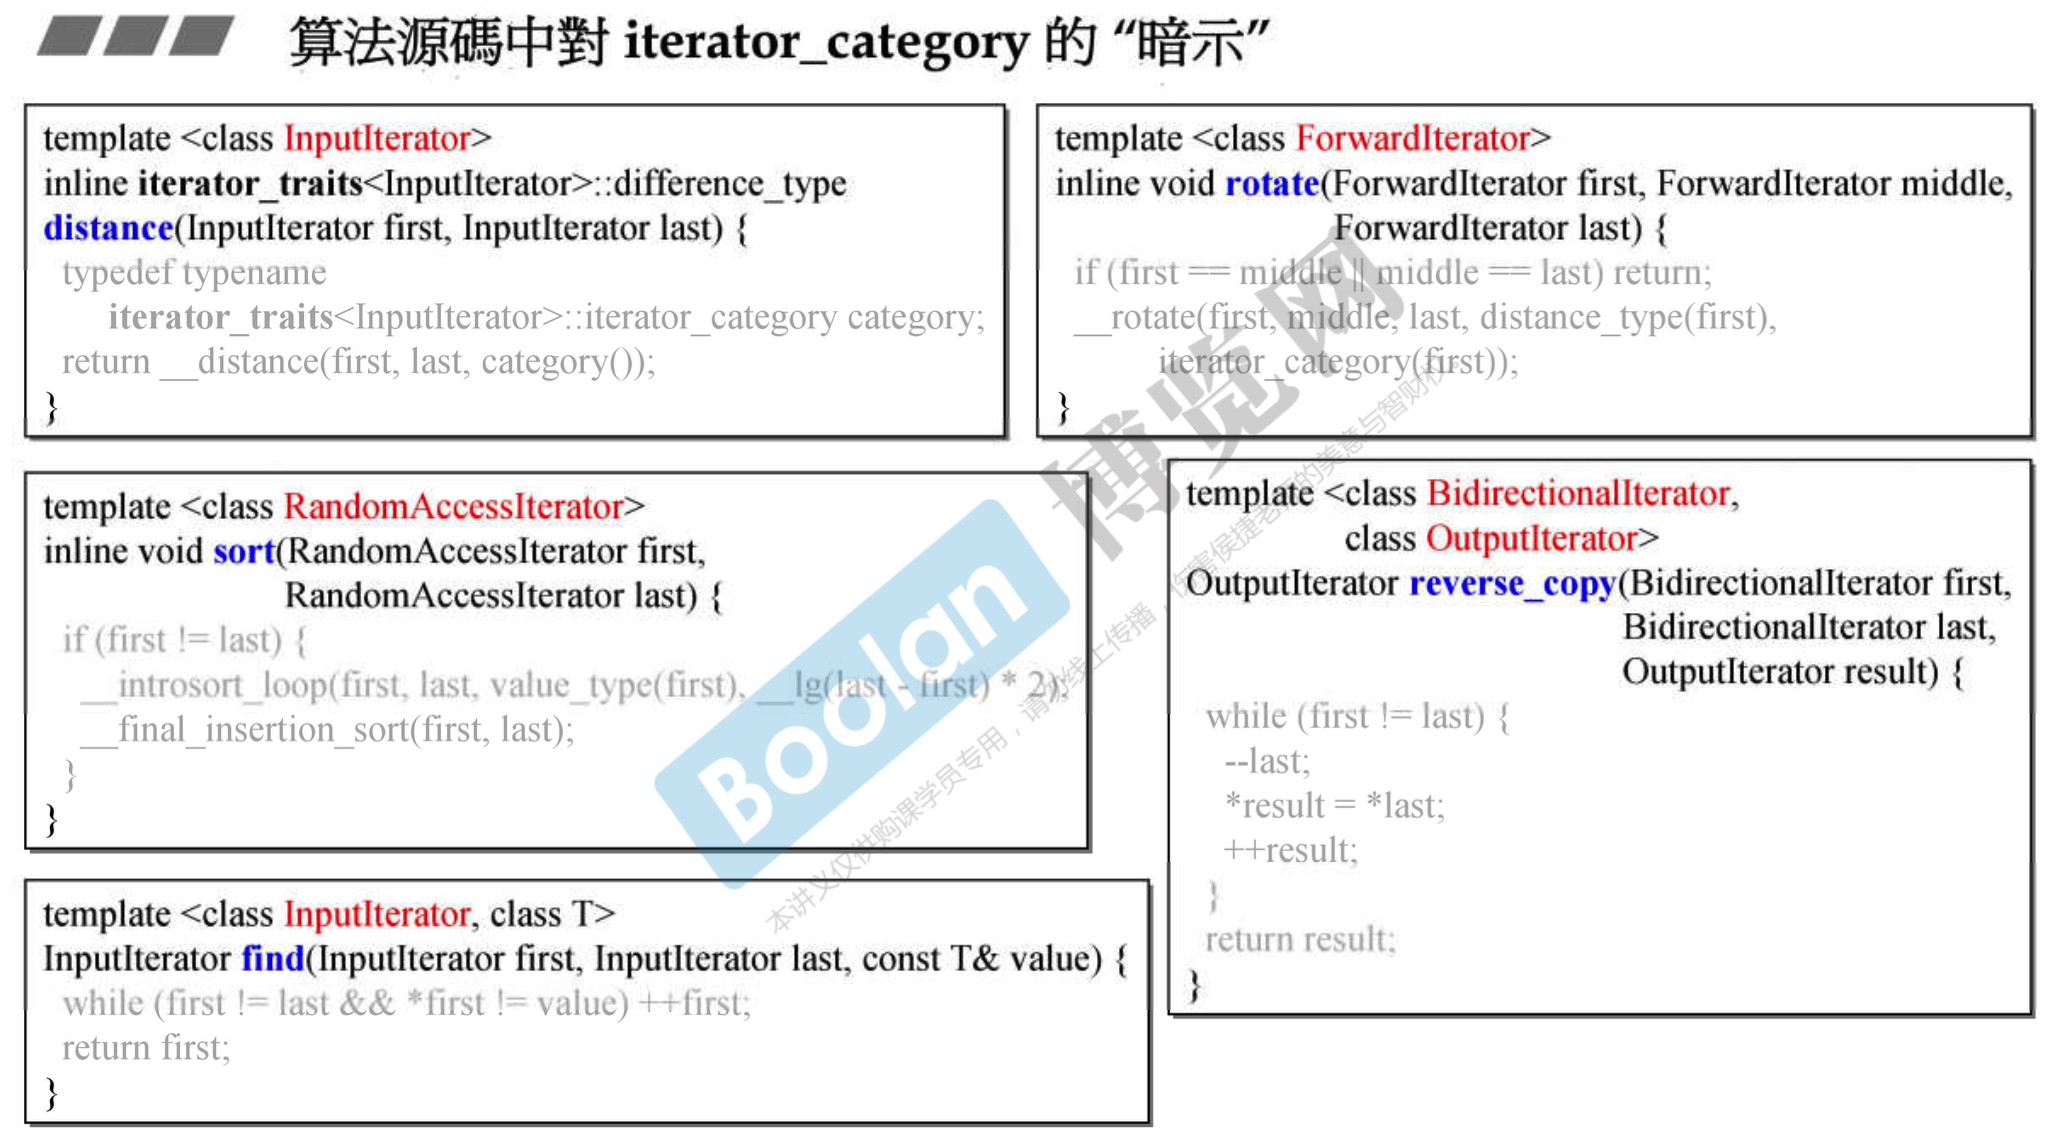 算法源碼中對 iterator_category 的 “暗示”
template <class InputIterator>
inline iterator_traits<InputIterator>::difference_type
distance(InputIterator first, InputIterator last) {
typedef typename
iterator_traits<InputIterator>::iterator_category category;
return __distance(first, last, category());
}
template <class ForwardIterator>
inline void rotate(ForwardIterator first, ForwardIterator middle,
ForwardIterator last) {
if (first == middle || middle == last) return;
__rotate(first, middle, last, distance_type(first),
iterator_category(first));
}
template <class RandomAccessIterator>
inline void sort(RandomAccessIterator first,
RandomAccessIterator last) {
if (first != last) {
__introsort_loop(first, last, value_type(first), __lg(last - first) * 2);
__final_insertion_sort(first, last);
}
}
template <class BidirectionalIterator,
class OutputIterator>
OutputIterator reverse_copy(BidirectionalIterator first,
BidirectionalIterator last,
OutputIterator result) {
while (first != last) {
--last;
*result = *last;
++result;
}
return result;
}
template <class InputIterator, class T>
InputIterator find(InputIterator first, InputIterator last, const T& value) {
while (first != last && *first != value) ++first;
return first;
}
Boolan 博览网
本讲义仅供购课学员专用，请勿线上传播，伤害侯捷老师的美意与智财权。